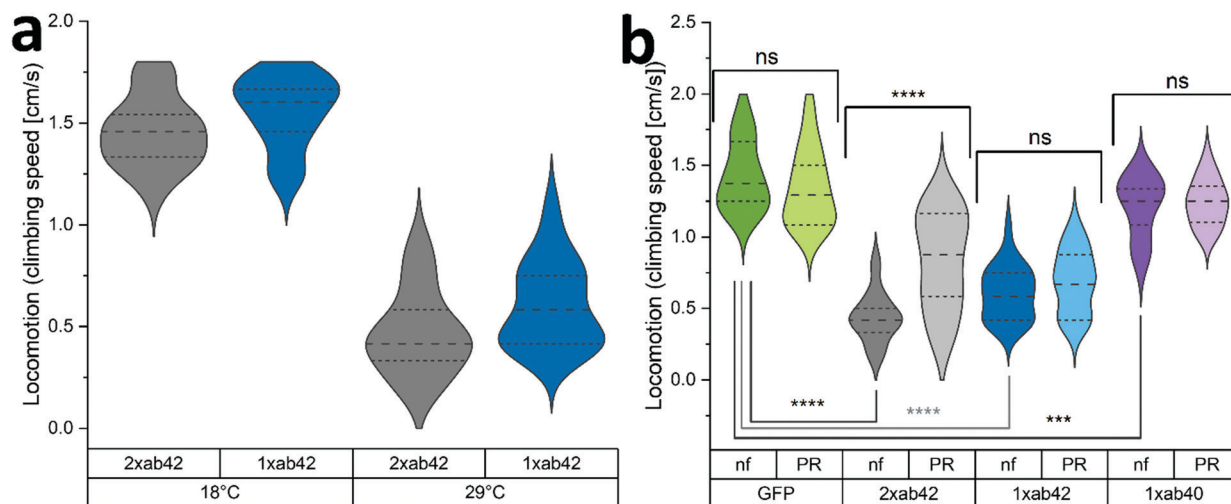 a
Locomotion (climbing speed [cm/s]
2.0
1.5
1.0
0.5
0.0
2xab42 1xab42 2xab42 1xab42
18°C 29°C
b
Locomotion (climbing speed [cm/s])
2.5
2.0
1.5
1.0
0.5
0.0
ns
****
ns
ns
****
****
***
nf PR nf PR nf PR nf PR
GFP 2xab42 1xab42 1xab40